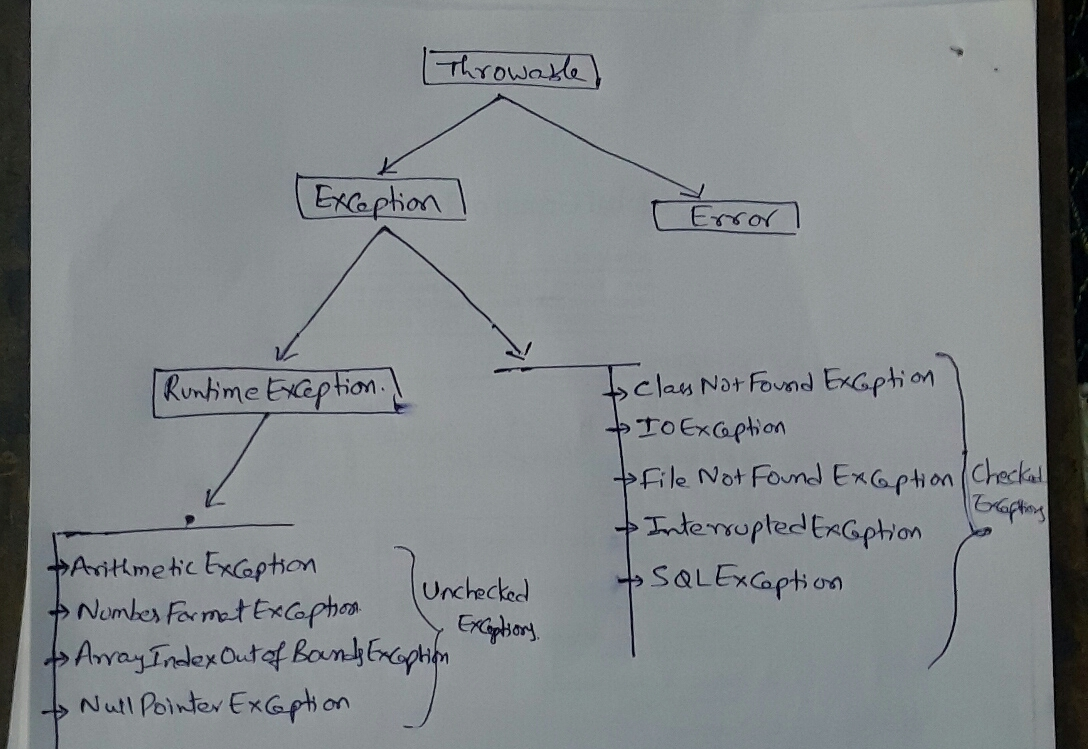 Throwable
Exception
Error
Runtime Exception.
Class Not Found Exception
IO Exception
File Not Found Exception
Interrupted Exception
SQL Exception
Checked
Exceptions
Arithmetic Exception
Number Format Exception
Array Index Out of Bounds Exception
Null Pointer Exception
Unchecked
Exceptions.